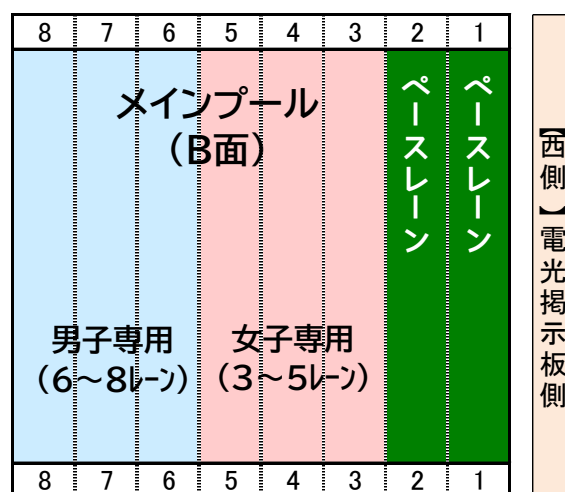 8 7 6 5 4 3 2 1
メインプール
（B面）
ペースレーン
ペースレーン
男子専用
（6～8ﾚｰﾝ）
女子専用
（3～5ﾚｰﾝ）
8 7 6 5 4 3 2 1
【西側】電光掲示板側